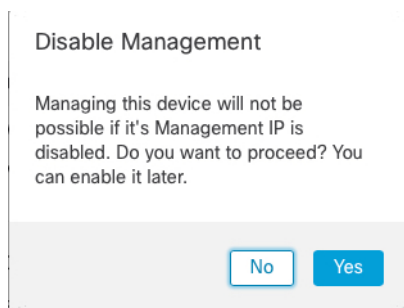 Disable Management
Managing this device will not be
possible if it's Management IP is
disabled. Do you want to proceed? You
can enable it later.
No
Yes